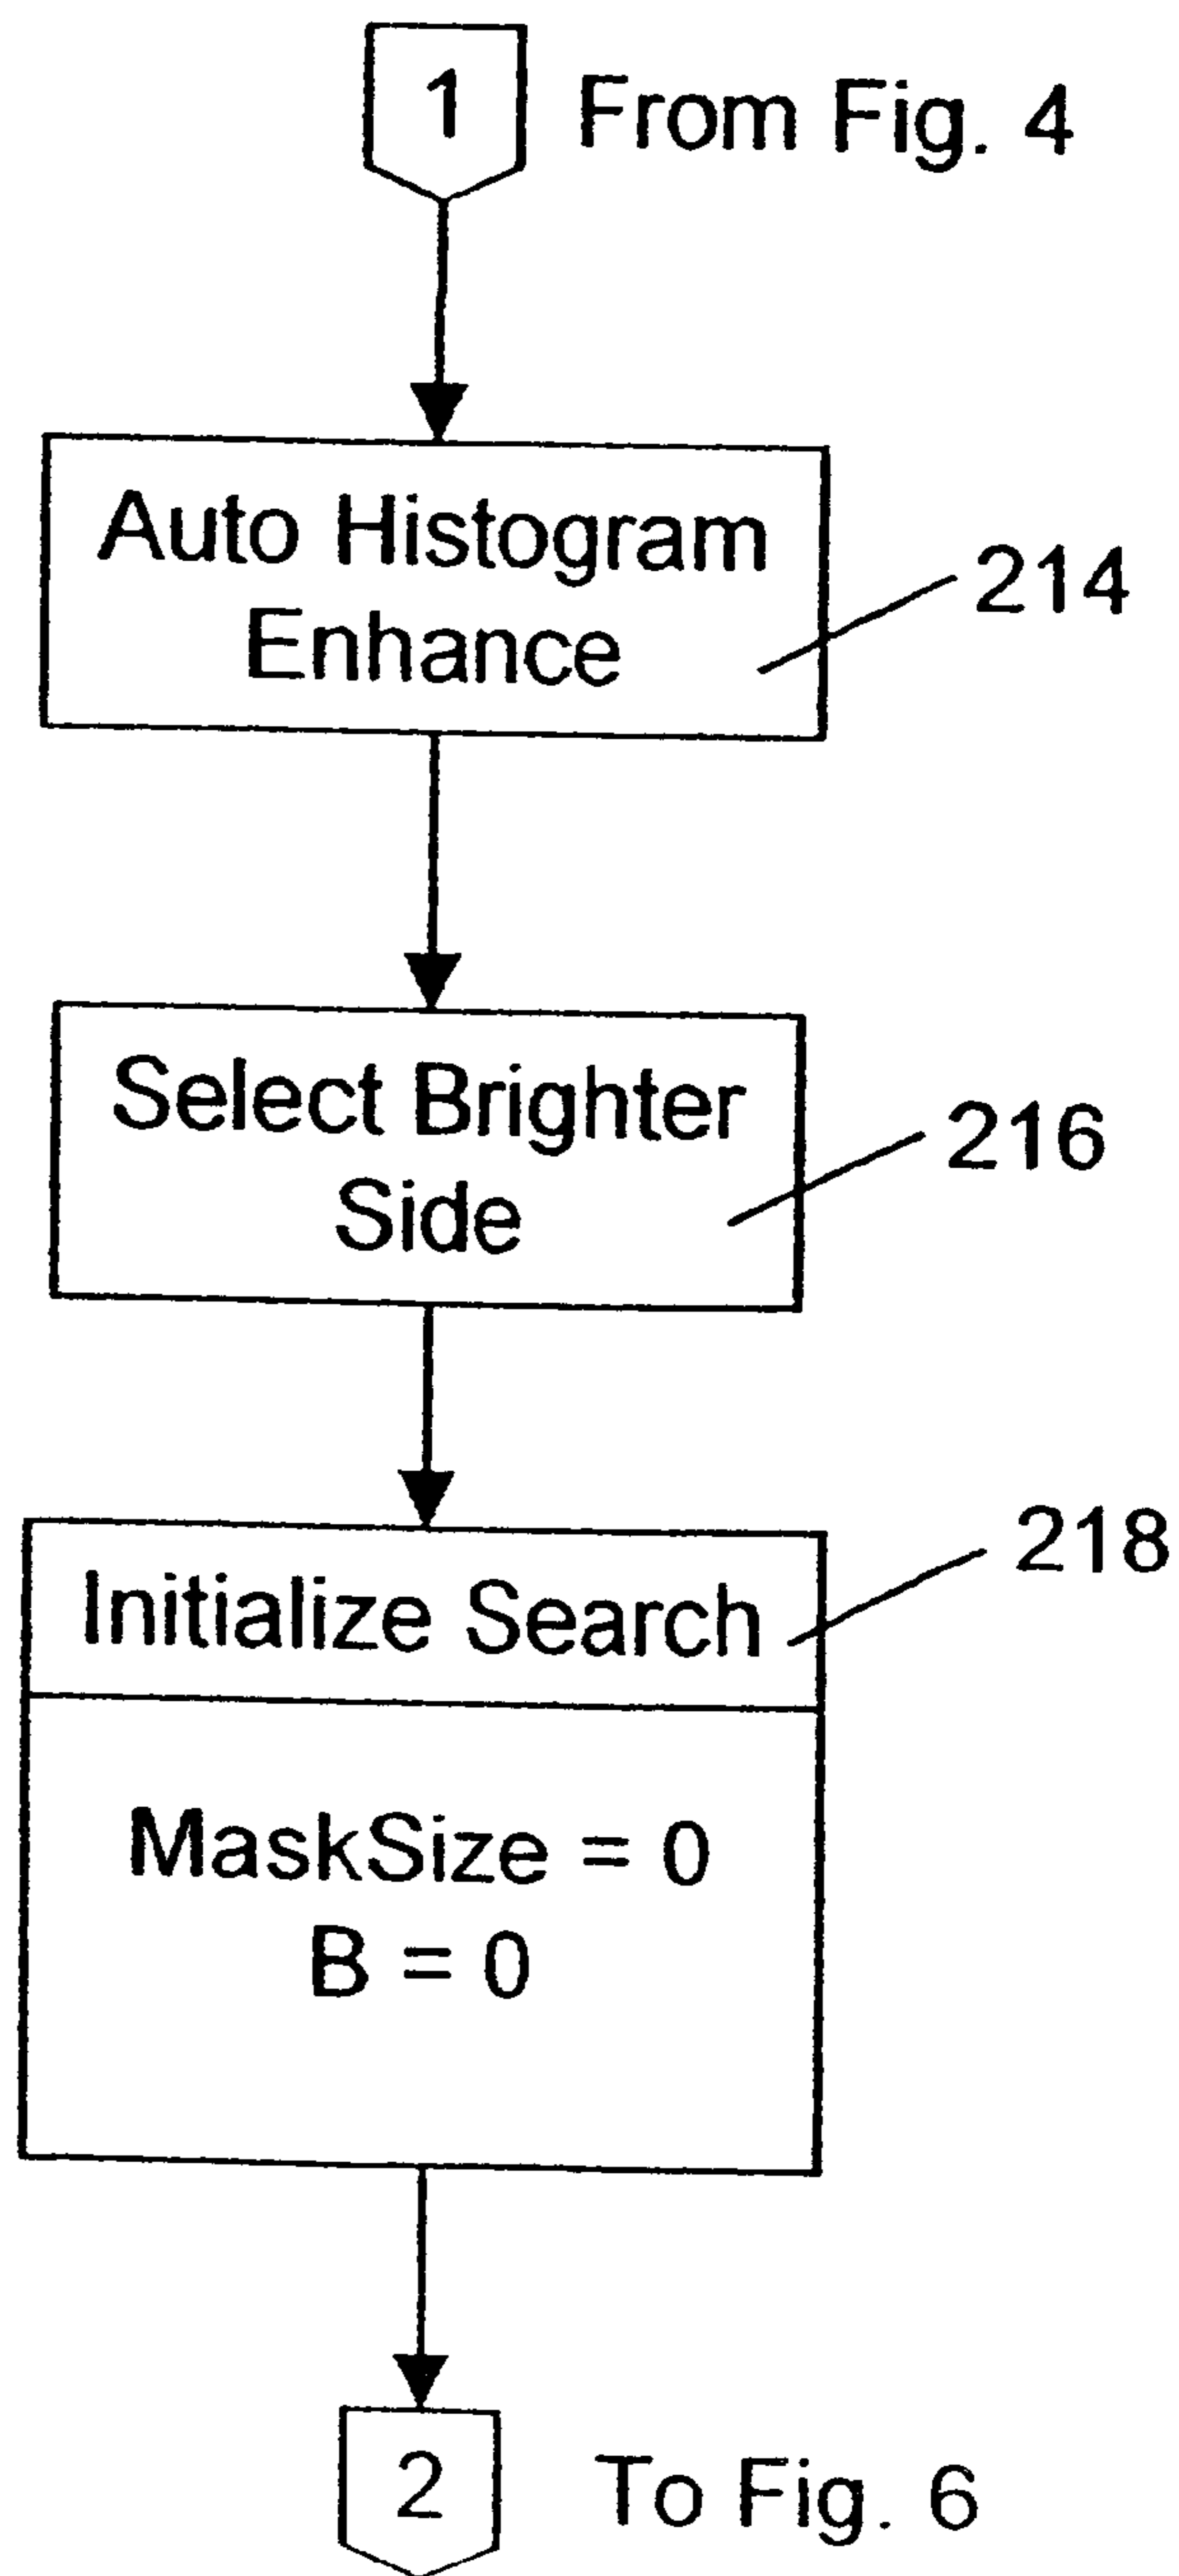 1 From Fig. 4
Auto Histogram
Enhance
214
Select Brighter
Side
216
Initialize Search
218
MaskSize = 0
B = 0
2 To Fig. 6